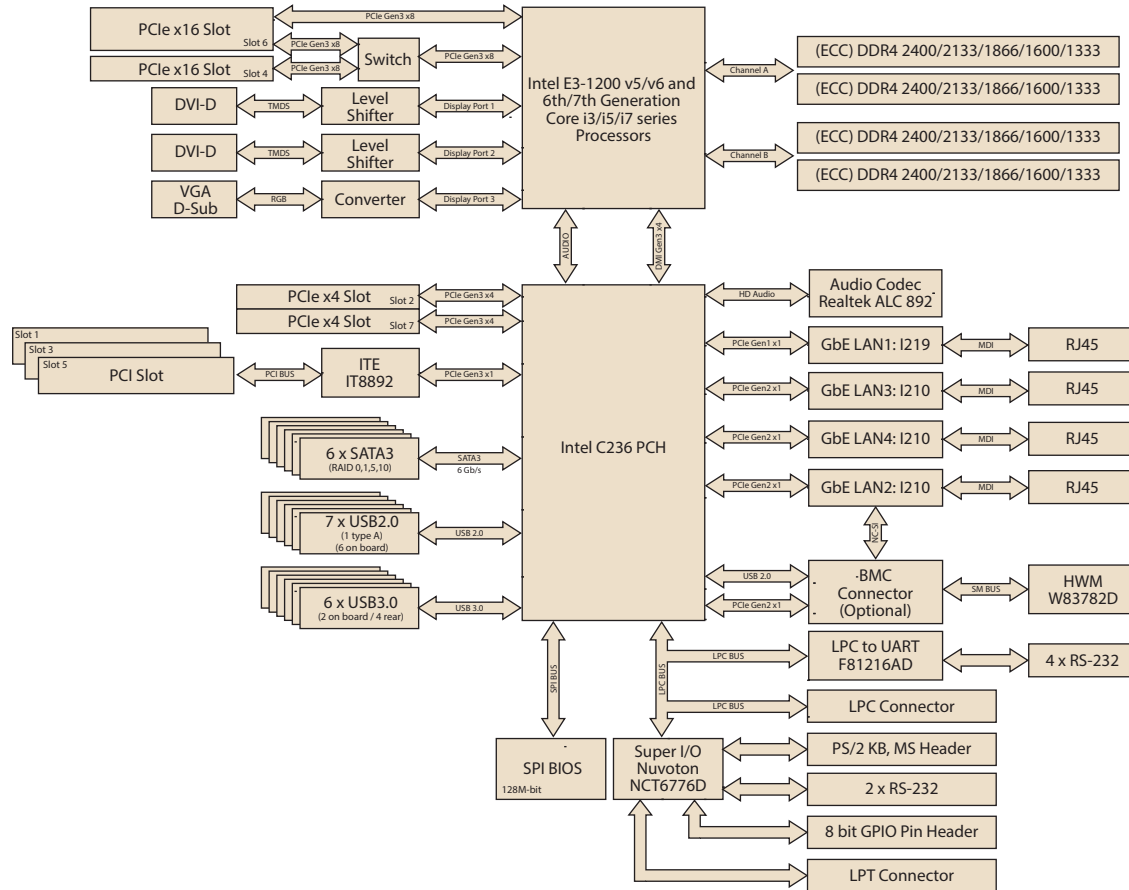 PCIe x16 Slot
Slot 6
PCIe Gen3 x8
PCIe Gen3 x8
PCIe x16 Slot
Slot 4
PCIe Gen3 x8
Switch
PCIe Gen3 x8
DVI-D
TMDS
Level
Shifter
Display Port 1
DVI-D
TMDS
Level
Shifter
Display Port 2
VGA
D-Sub
RGB
Converter
Display Port 3
Intel E3-1200 v5/v6 and
6th/7th Generation
Core i3/i5/i7 series
Processors
Channel A
(ECC) DDR4 2400/2133/1866/1600/1333
(ECC) DDR4 2400/2133/1866/1600/1333
Channel B
(ECC) DDR4 2400/2133/1866/1600/1333
(ECC) DDR4 2400/2133/1866/1600/1333
AUDIO
DMI Gen3 x4
PCIe x4 Slot
Slot 2
PCIe Gen3 x4
PCIe x4 Slot
Slot 7
PCIe Gen3 x4
Slot 1
Slot 3
Slot 5
PCI Slot
PCI BUS
ITE
IT8892
PCIe Gen3 x1
6 x SATA3
(RAID 0,1,5,10)
SATA3
6 Gb/s
7 x USB2.0
(1 type A)
(6 on board)
USB 2.0
6 x USB3.0
(2 on board / 4 rear)
USB 3.0
Intel C236 PCH
HD Audio
Audio Codec
Realtek ALC 892
PCIe Gen1 x1
GbE LAN1: I219
MDI
RJ45
PCIe Gen2 x1
GbE LAN3: I210
MDI
RJ45
PCIe Gen2 x1
GbE LAN4: I210
MDI
RJ45
PCIe Gen2 x1
GbE LAN2: I210
MDI
RJ45
NC-SI
USB 2.0
PCIe Gen2 x1
BMC
Connector
(Optional)
SM BUS
HWM
W83782D
LPC BUS
LPC to UART
F81216AD
4 x RS-232
LPC BUS
LPC Connector
SPI BUS
LPC BUS
SPI BIOS
128M-bit
Super I/O
Nuvoton
NCT6776D
PS/2 KB, MS Header
2 x RS-232
8 bit GPIO Pin Header
LPT Connector